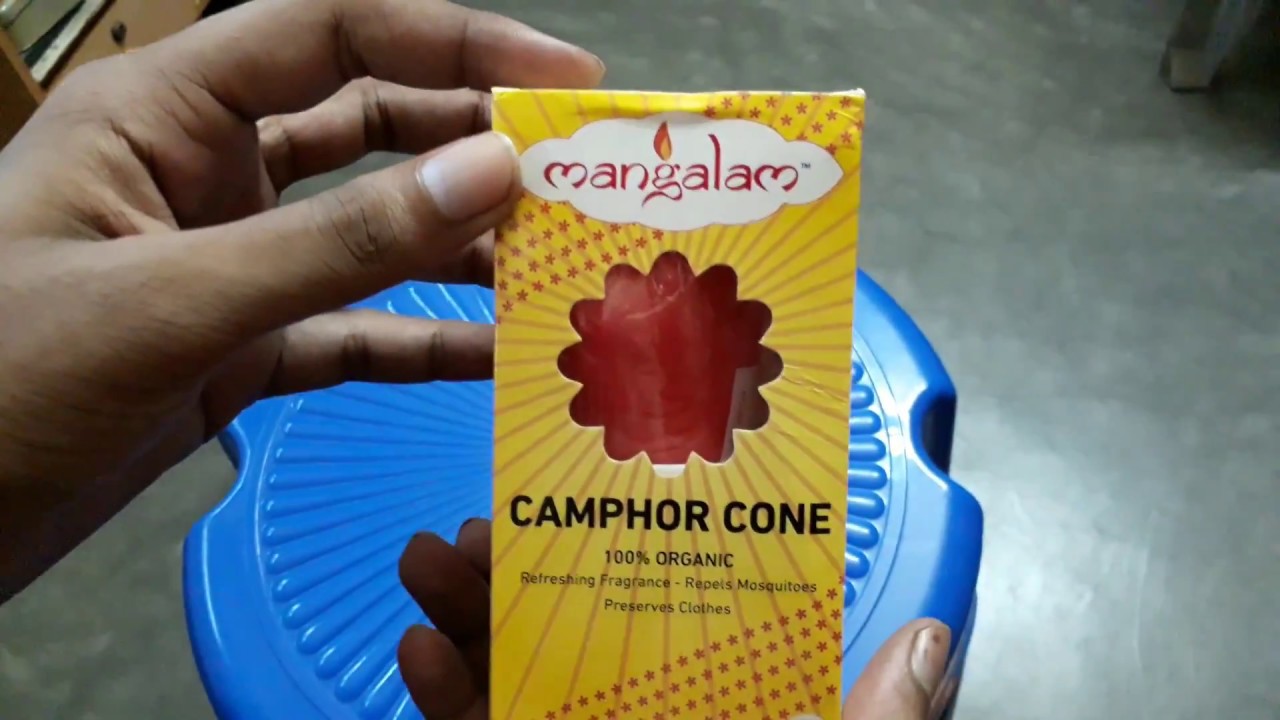 mangalam™
CAMPHOR CONE
100% ORGANIC
Refreshing Fragrance - Repels Mosquitoes
Preserves Clothes